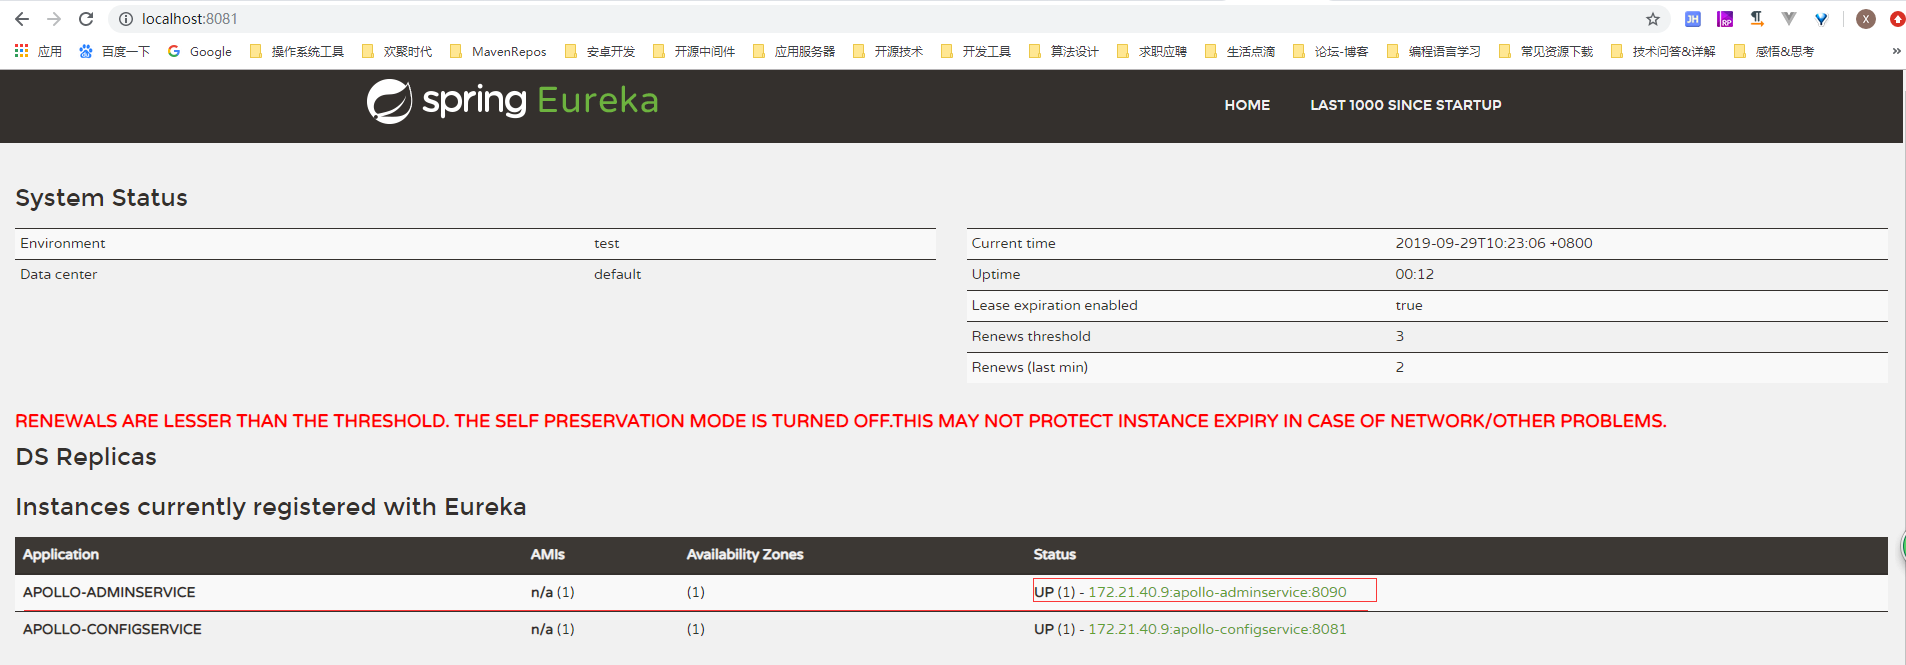 localhost:8081
JH RP X
应用 百度一下 Google 操作系统工具 欢聚时代 MavenRepos 安卓开发 开源中间件 应用服务器 开源技术 开发工具 算法设计 求职应聘 生活点滴 论坛-博客 编程语言学习 常见资源下载 技术问答&详解 感悟&思考 »
spring Eureka HOME LAST 1000 SINCE STARTUP
System Status
Environment test
Data center default
Current time 2019-09-29T10:23:06 +0800
Uptime 00:12
Lease expiration enabled true
Renews threshold 3
Renews (last min) 2
RENEWALS ARE LESSER THAN THE THRESHOLD. THE SELF PRESERVATION MODE IS TURNED OFF.THIS MAY NOT PROTECT INSTANCE EXPIRY IN CASE OF NETWORK/OTHER PROBLEMS.
DS Replicas
Instances currently registered with Eureka
Application AMIs Availability Zones Status
APOLLO-ADMINSERVICE n/a (1) (1) UP (1) - 172.21.40.9:apollo-adminservice:8090
APOLLO-CONFIGSERVICE n/a (1) (1) UP (1) - 172.21.40.9:apollo-configservice:8081